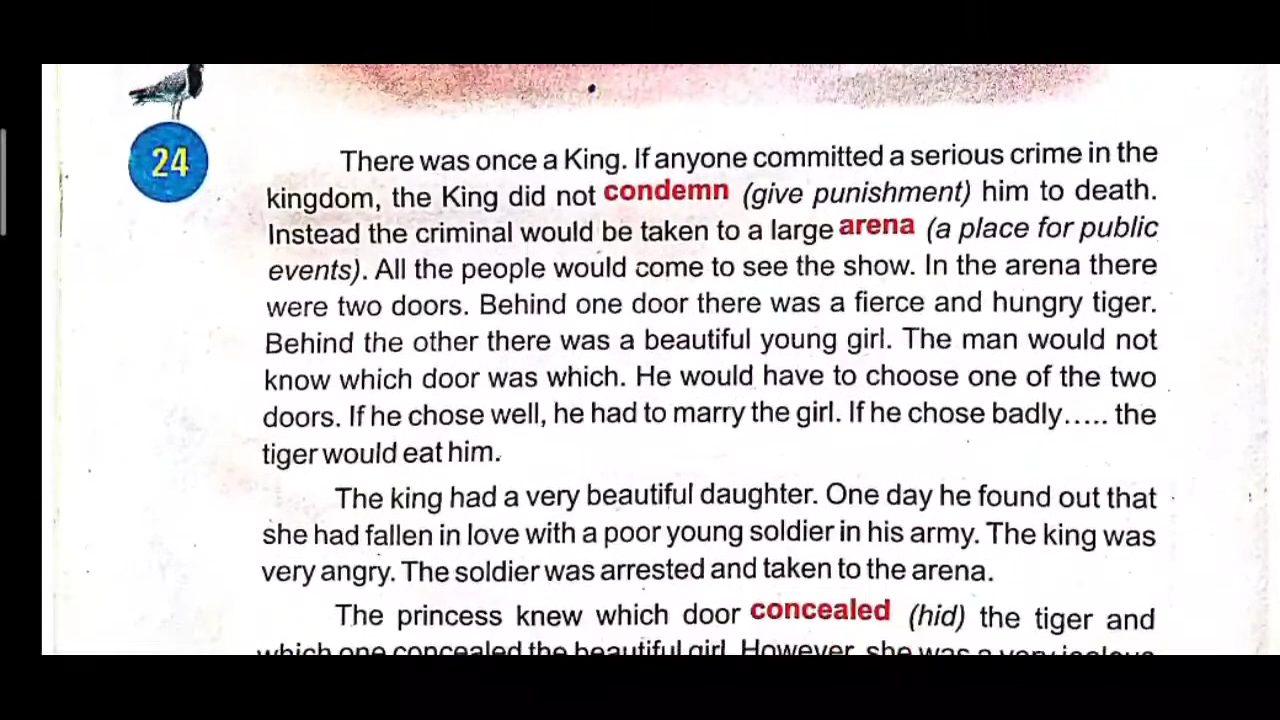 24
There was once a King. If anyone committed a serious crime in the
kingdom, the King did not condemn (give punishment) him to death.
Instead the criminal would be taken to a large arena (a place for public
events). All the people would come to see the show. In the arena there
were two doors. Behind one door there was a fierce and hungry tiger.
Behind the other there was a beautiful young girl. The man would not
know which door was which. He would have to choose one of the two
doors. If he chose well, he had to marry the girl. If he chose badly..... the
tiger would eat him.
The king had a very beautiful daughter. One day he found out that
she had fallen in love with a poor young soldier in his army. The king was
very angry. The soldier was arrested and taken to the arena.
The princess knew which door concealed (hid) the tiger and
which one concealed the beautiful girl. However, she was a very jealous